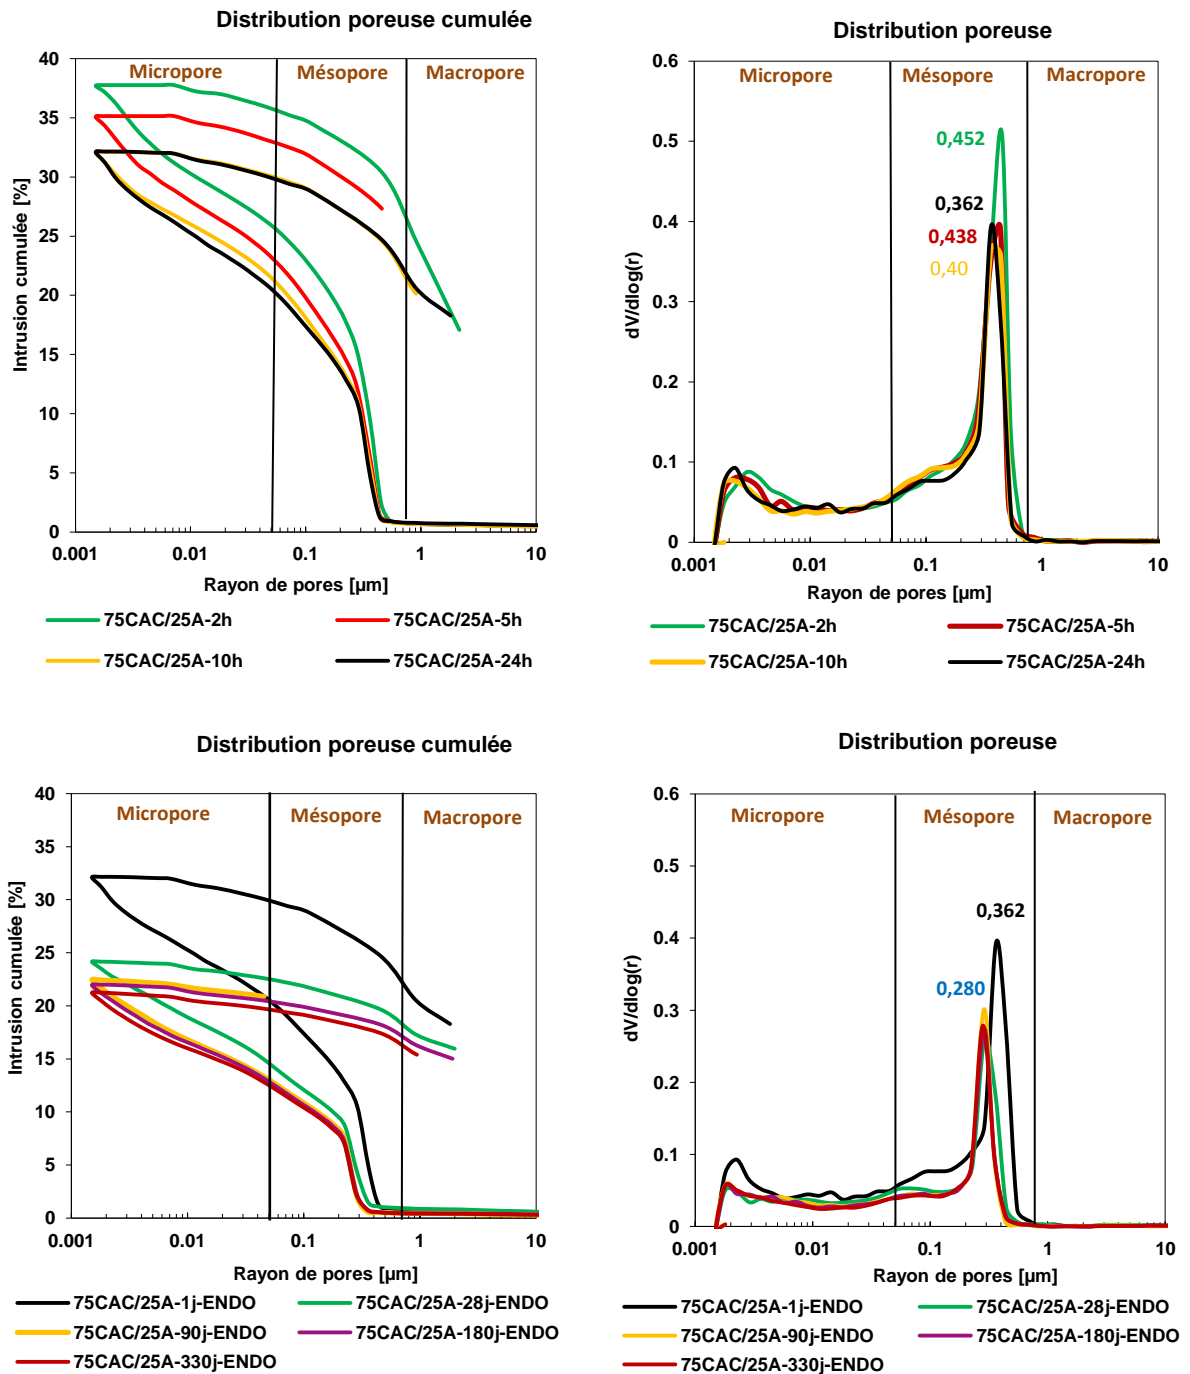 Distribution poreuse cumulée
40
35
30
25
20
15
10
5
0
Intrusion cumulée [%]
Micropore
Mésopore
Macropore
0.001
0.01
0.1
1
10
Rayon de pores [µm]
75CAC/25A-2h
75CAC/25A-5h
75CAC/25A-10h
75CAC/25A-24h
Distribution poreuse
0.6
0.5
0.4
0.3
0.2
0.1
0
dV/dlog(r)
Micropore
Mésopore
Macropore
0,452
0,362
0,438
0,40
0.001
0.01
0.1
1
10
Rayon de pores [µm]
75CAC/25A-2h
75CAC/25A-5h
75CAC/25A-10h
75CAC/25A-24h
Distribution poreuse cumulée
40
35
30
25
20
15
10
5
0
Intrusion cumulée [%]
Micropore
Mésopore
Macropore
0.001
0.01
0.1
1
10
Rayon de pores [µm]
75CAC/25A-1j-ENDO
75CAC/25A-28j-ENDO
75CAC/25A-90j-ENDO
75CAC/25A-180j-ENDO
75CAC/25A-330j-ENDO
Distribution poreuse
0.6
0.5
0.4
0.3
0.2
0.1
0
dV/dlog(r)
Micropore
Mésopore
Macropore
0,362
0,280
0.001
0.01
0.1
1
10
Rayon de pores [µm]
75CAC/25A-1j-ENDO
75CAC/25A-28j-ENDO
75CAC/25A-90j-ENDO
75CAC/25A-180j-ENDO
75CAC/25A-330j-ENDO